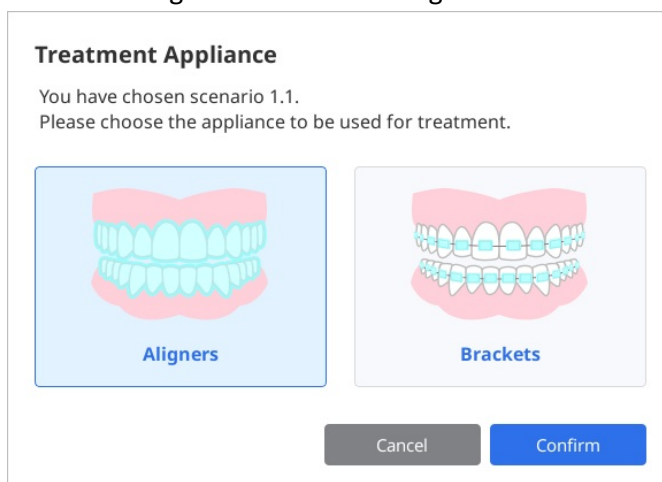 Treatment Appliance
You have chosen scenario 1.1.
Please choose the appliance to be used for treatment.
Aligners
Brackets
Cancel
Confirm